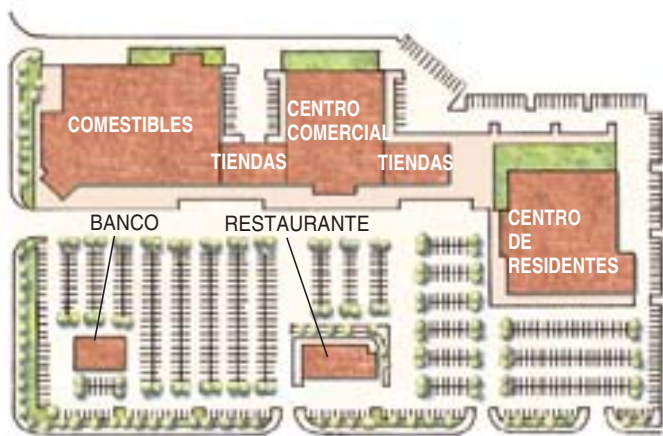 COMESTIBLES
CENTRO
COMERCIAL
TIENDAS
TIENDAS
BANCO
RESTAURANTE
CENTRO
DE
RESIDENTES